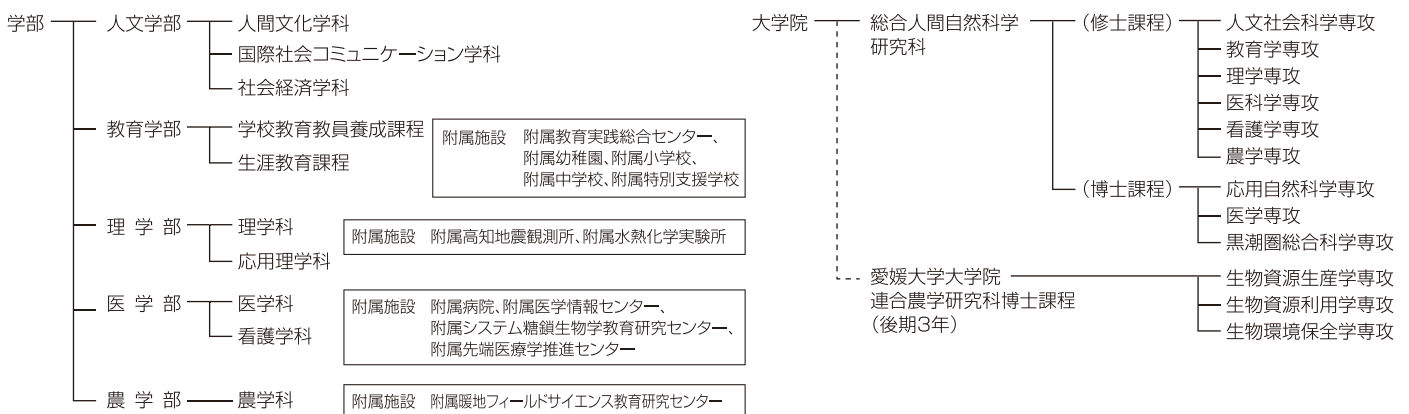 学部
人文学部
人間文化学科
国際社会コミュニケーション学科
社会経済学科
教育学部
学校教育教員養成課程
生涯教育課程
附属施設 附属教育実践総合センター、
附属幼稚園、附属小学校、
附属中学校、附属特別支援学校
理学部
理学科
応用理学科
附属施設 附属高知地震観測所、附属水熱化学実験所
医学部
医学科
看護学科
附属施設 附属病院、附属医学情報センター、
附属システム糖鎖生物学教育研究センター、
附属先端医療学推進センター
農学部
農学科
附属施設 附属暖地フィールドサイエンス教育研究センター
大学院
総合人間自然科学
研究科
(修士課程)
人文社会科学専攻
教育学専攻
理学専攻
医科学専攻
看護学専攻
農学専攻
(博士課程)
応用自然科学専攻
医学専攻
黒潮圏総合科学専攻
愛媛大学大学院
連合農学研究科博士課程
(後期3年)
生物資源生産学専攻
生物資源利用学専攻
生物環境保全学専攻